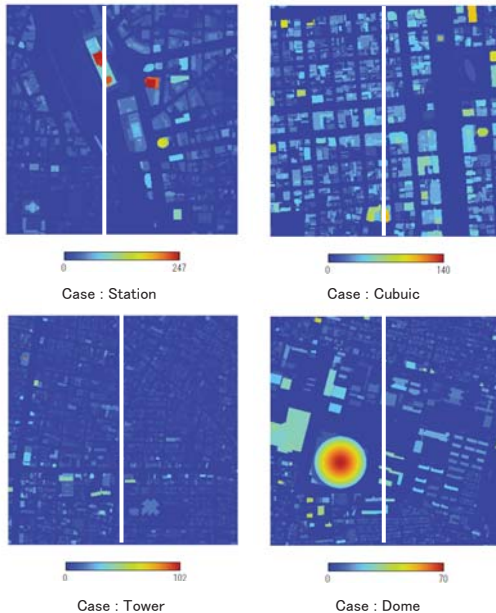 0 247
0 140
Case : Station
Case : Cubuic
0 102
0 70
Case : Tower
Case : Dome